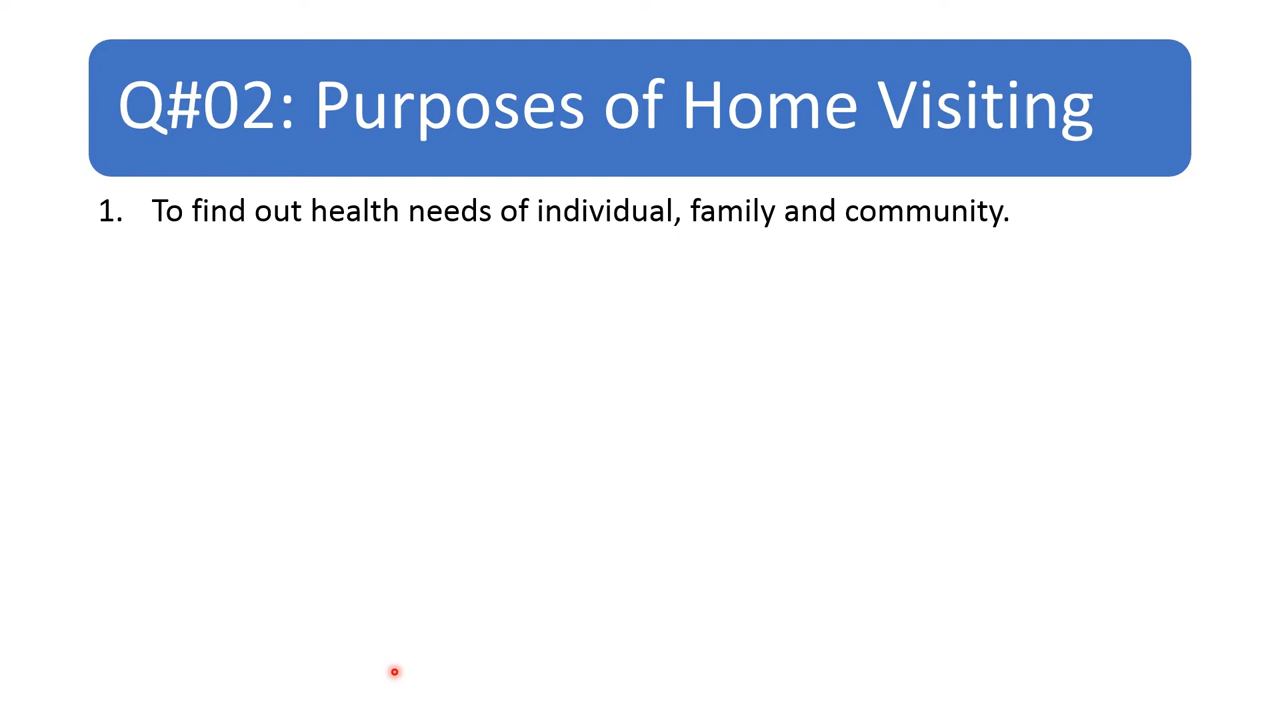 Q#02: Purposes of Home Visiting
1. To find out health needs of individual, family and community.